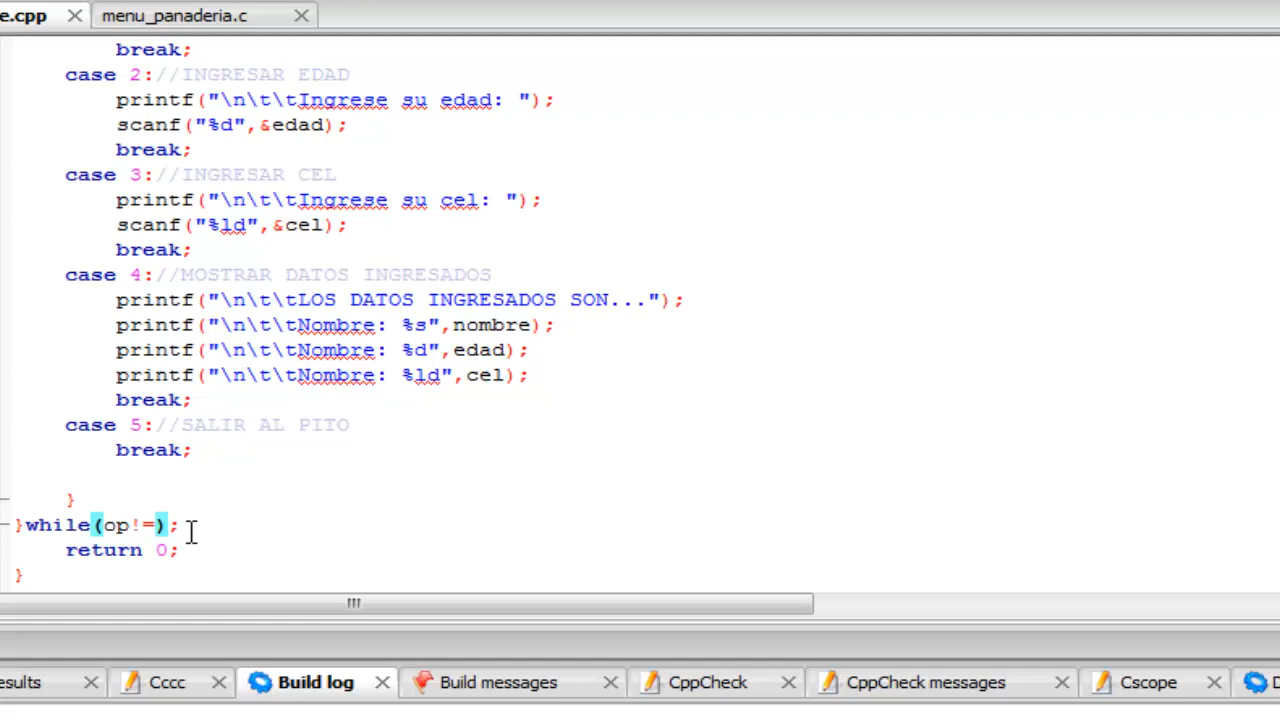 e.cpp menu_panaderia.c
break;
case 2://INGRESAR EDAD
printf("\n\t\tIngrese su edad: ");
scanf("%d",&edad);
break;
case 3://INGRESAR CEL
printf("\n\t\tIngrese su cel: ");
scanf("%ld",&cel);
break;
case 4://MOSTRAR DATOS INGRESADOS
printf("\n\t\tLOS DATOS INGRESADOS SON...");
printf("\n\t\tNombre: %s",nombre);
printf("\n\t\tNombre: %d",edad);
printf("\n\t\tNombre: %ld",cel);
break;
case 5://SALIR AL PITO
break;
}
}while(op!=);
return 0;
}
esults Cccc Build log Build messages CppCheck CppCheck messages Cscope D